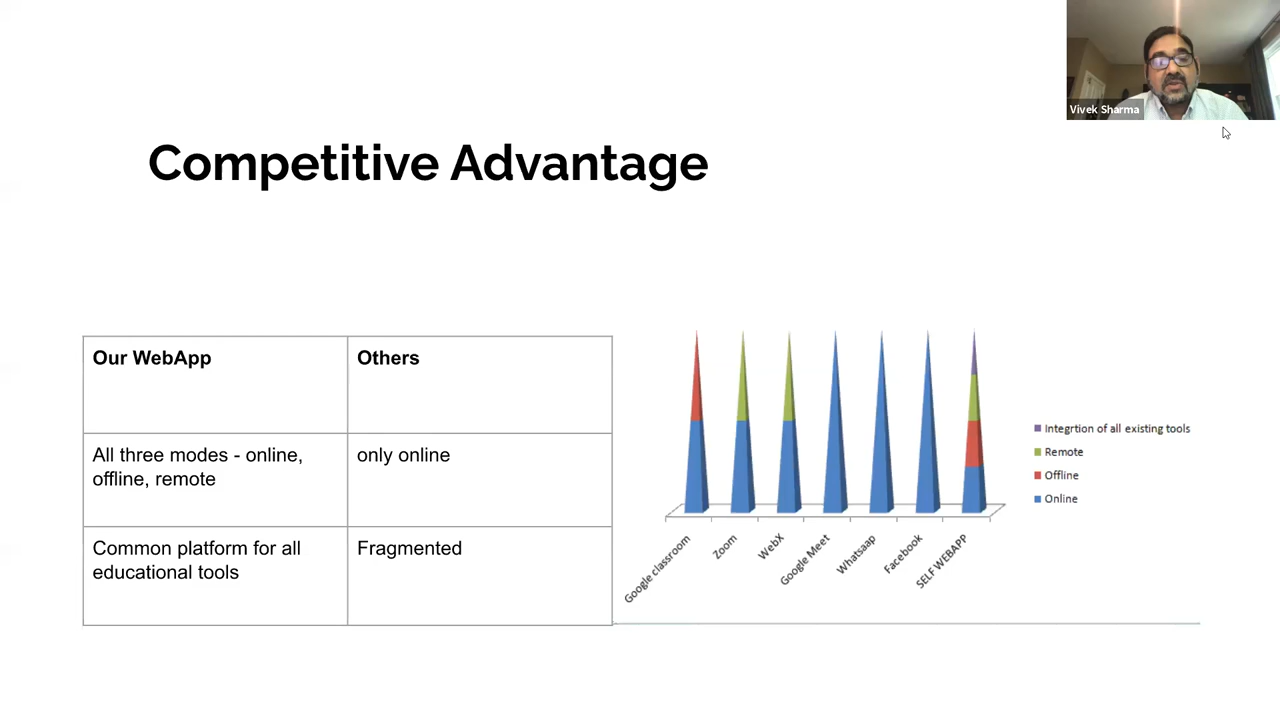 Vivek Sharma
Competitive Advantage
Our WebApp
Others
All three modes - online,
offline, remote
only online
Common platform for all
educational tools
Fragmented
Google classroom
Zoom
WebX
Google Meet
Whatsaap
Facebook
SELF WEBAPP
Integrtion of all existing tools
Remote
Offline
Online